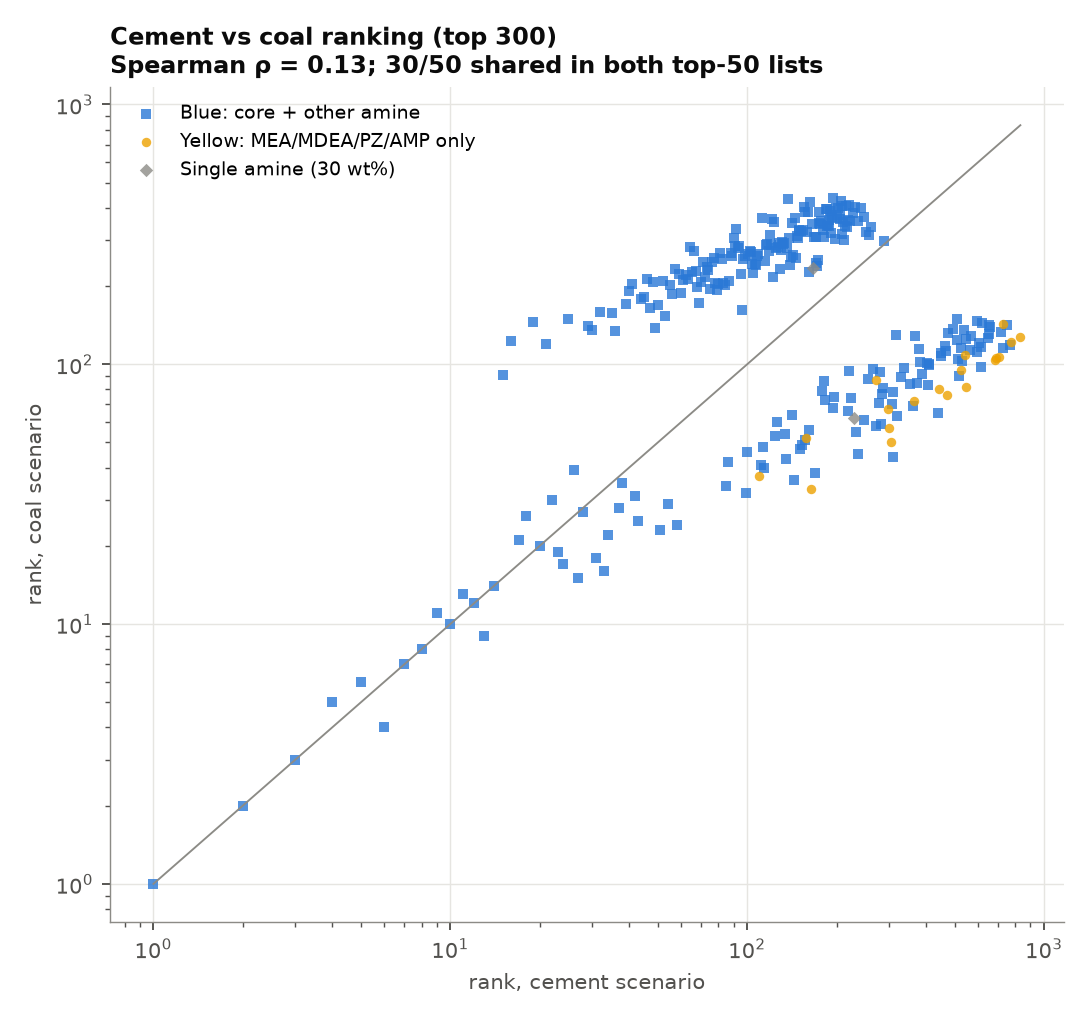 Cement vs coal ranking (top 300)
Spearman ρ = 0.13; 30/50 shared in both top-50 lists
Blue: core + other amine
Yellow: MEA/MDEA/PZ/AMP only
Single amine (30 wt%)
10³
10²
10¹
10⁰
rank, coal scenario
10⁰ 10¹ 10² 10³
rank, cement scenario